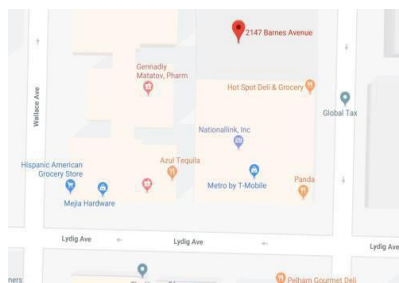 2147 Barnes Avenue
Gennadiy
Matatov, Pharm
Hot Spot Deli & Grocery
Global Tax
Wallace Ave
Nationallink, Inc
Hispanic American
Grocery Store
Azul Tequila
Metro by T-Mobile
Panda
Mejia Hardware
Lydig Ave
Lydig Ave
Lydig Ave
Pelham Gourmet Deli